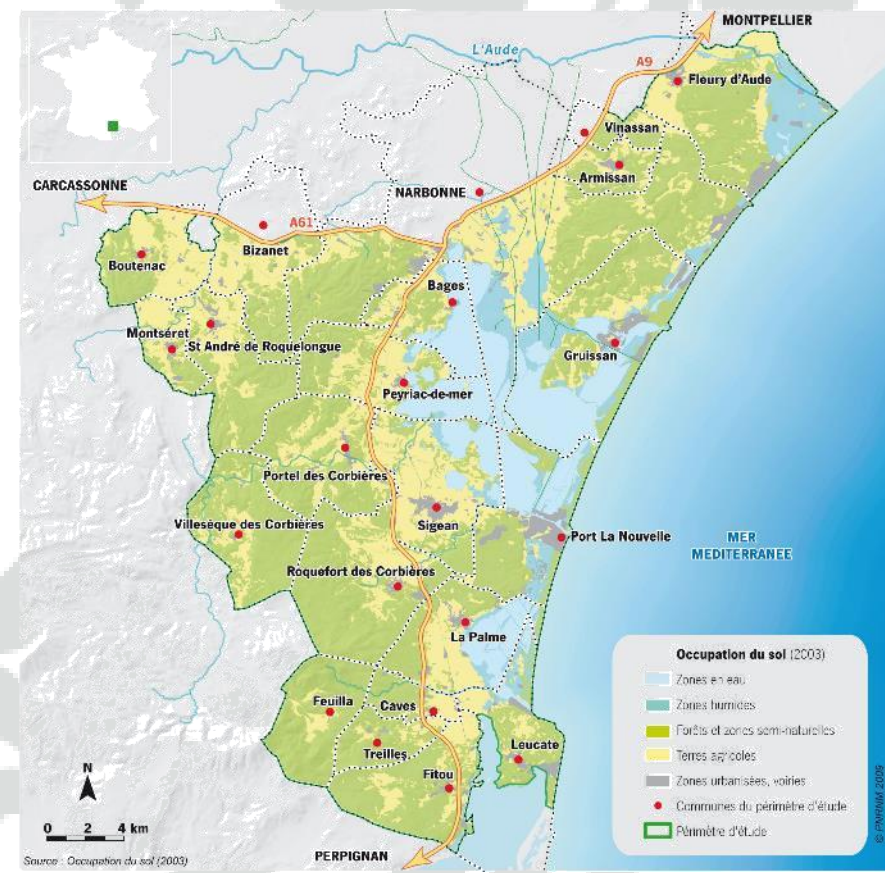 MONTPELLIER
L'Aude
A9
Fleury d'Aude
Vinassan
Armissan
CARCASSONNE
NARBONNE
A61
Bizanet
Boutenac
Bages
Montséret
St André de Roquelongue
Gruissan
Peyriac-de-mer
Portel des Corbières
Sigean
Villesèque des Corbières
Port La Nouvelle
MER
MEDITERRANEE
Roquefort des Corbières
La Palme
Feuilla
Caves
Treilles
Leucate
Fitou
PERPIGNAN
N
0 2 4 km
Source : Occupation du sol (2003)
Occupation du sol (2003)
Zones en eau
Zones humides
Forêts et zones semi-naturelles
Terres agricoles
Zones urbanisées, voiries
Communes du périmètre d'étude
Périmètre d'étude
© PNRNM 2009